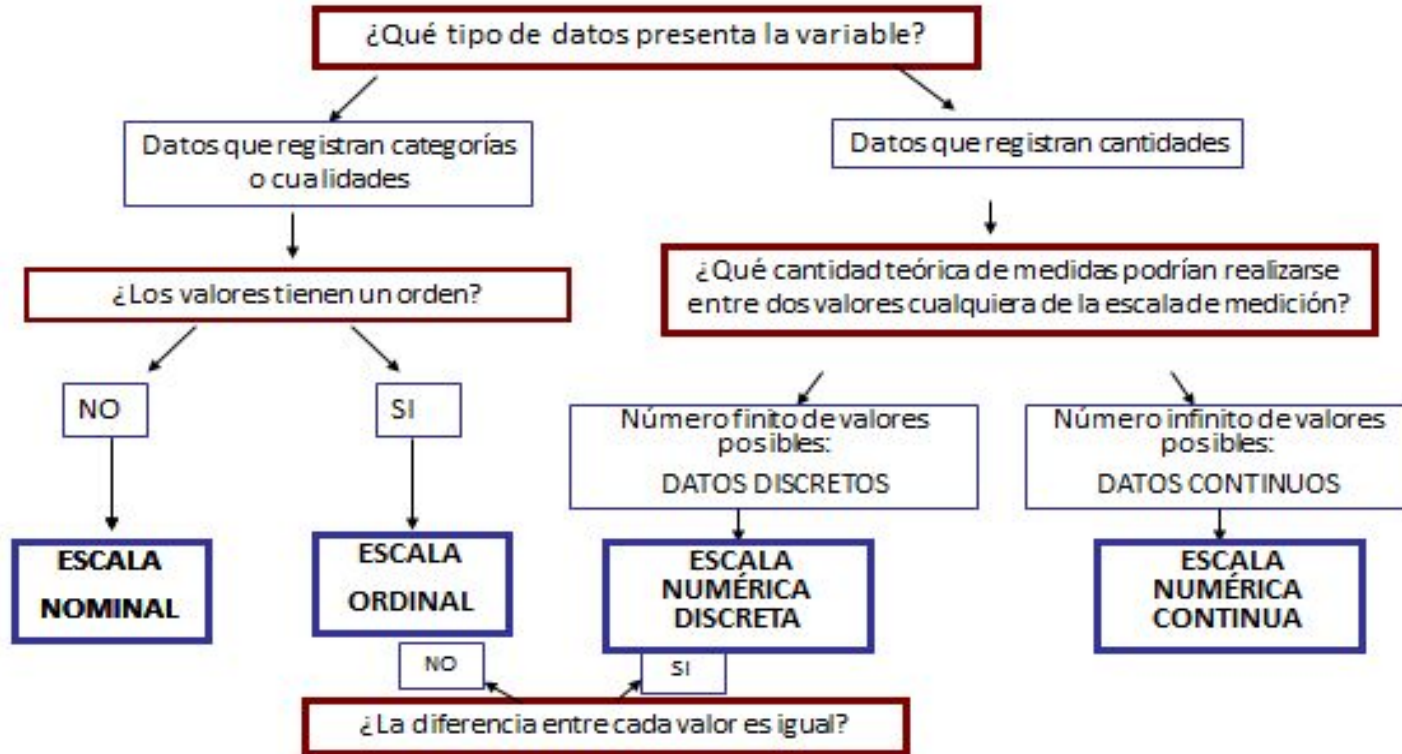 ¿Qué tipo de datos presenta la variable?
Datos que registran categorías
o cualidades
Datos que registran cantidades
¿Los valores tienen un orden?
¿Qué cantidad teórica de medidas podrían realizarse
entre dos valores cualquiera de la escala de medición?
NO
SI
Número finito de valores
posibles:
DATOS DISCRETOS
Número infinito de valores
posibles:
DATOS CONTINUOS
ESCALA
NOMINAL
ESCALA
ORDINAL
ESCALA
NUMÉRICA
DISCRETA
ESCALA
NUMÉRICA
CONTINUA
NO
SI
¿La diferencia entre cada valor es igual?